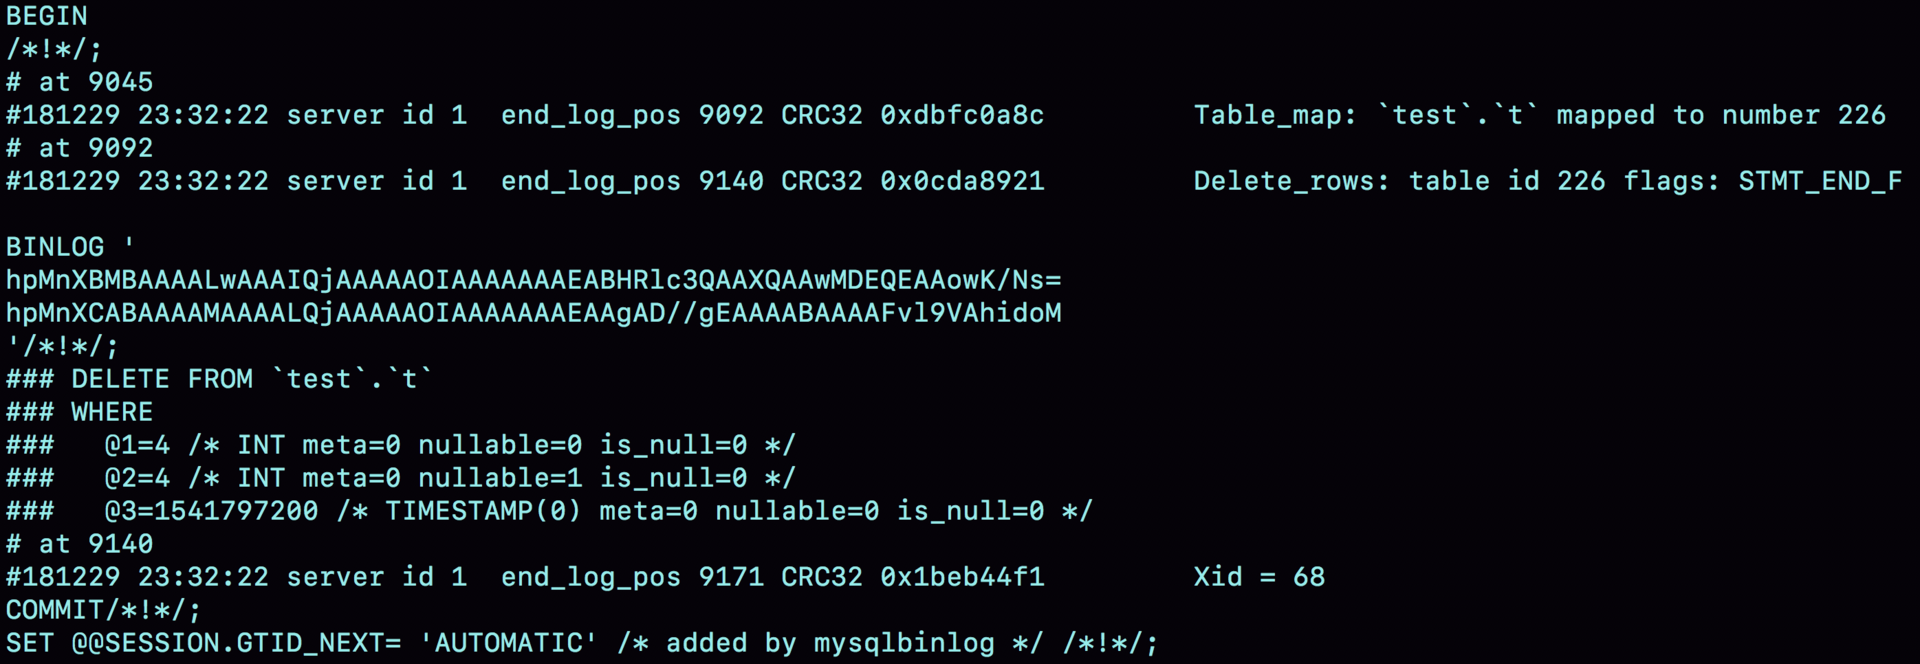 BEGIN
/*!*/;
# at 9045
#181229 23:32:22 server id 1  end_log_pos 9092 CRC32 0xdbfc0a8c         Table_map: `test`.`t` mapped to number 226
# at 9092
#181229 23:32:22 server id 1  end_log_pos 9140 CRC32 0x0cda8921         Delete_rows: table id 226 flags: STMT_END_F

BINLOG '
hpMnXBMBAAAALwAAAIQjAAAAAOIAAAAAAAEABHRlc3QAAXQAAwMDEQEAAowK/Ns=
hpMnXCABAAAAMAAAALQjAAAAAOIAAAAAAAEAAgAD//gEAAAABAAAAFvl9VAhidoM
'/*!*/;
### DELETE FROM `test`.`t`
### WHERE
###   @1=4 /* INT meta=0 nullable=0 is_null=0 */
###   @2=4 /* INT meta=0 nullable=1 is_null=0 */
###   @3=1541797200 /* TIMESTAMP(0) meta=0 nullable=0 is_null=0 */
# at 9140
#181229 23:32:22 server id 1  end_log_pos 9171 CRC32 0x1beb44f1         Xid = 68
COMMIT/*!*/;
SET @@SESSION.GTID_NEXT= 'AUTOMATIC' /* added by mysqlbinlog */ /*!*/;